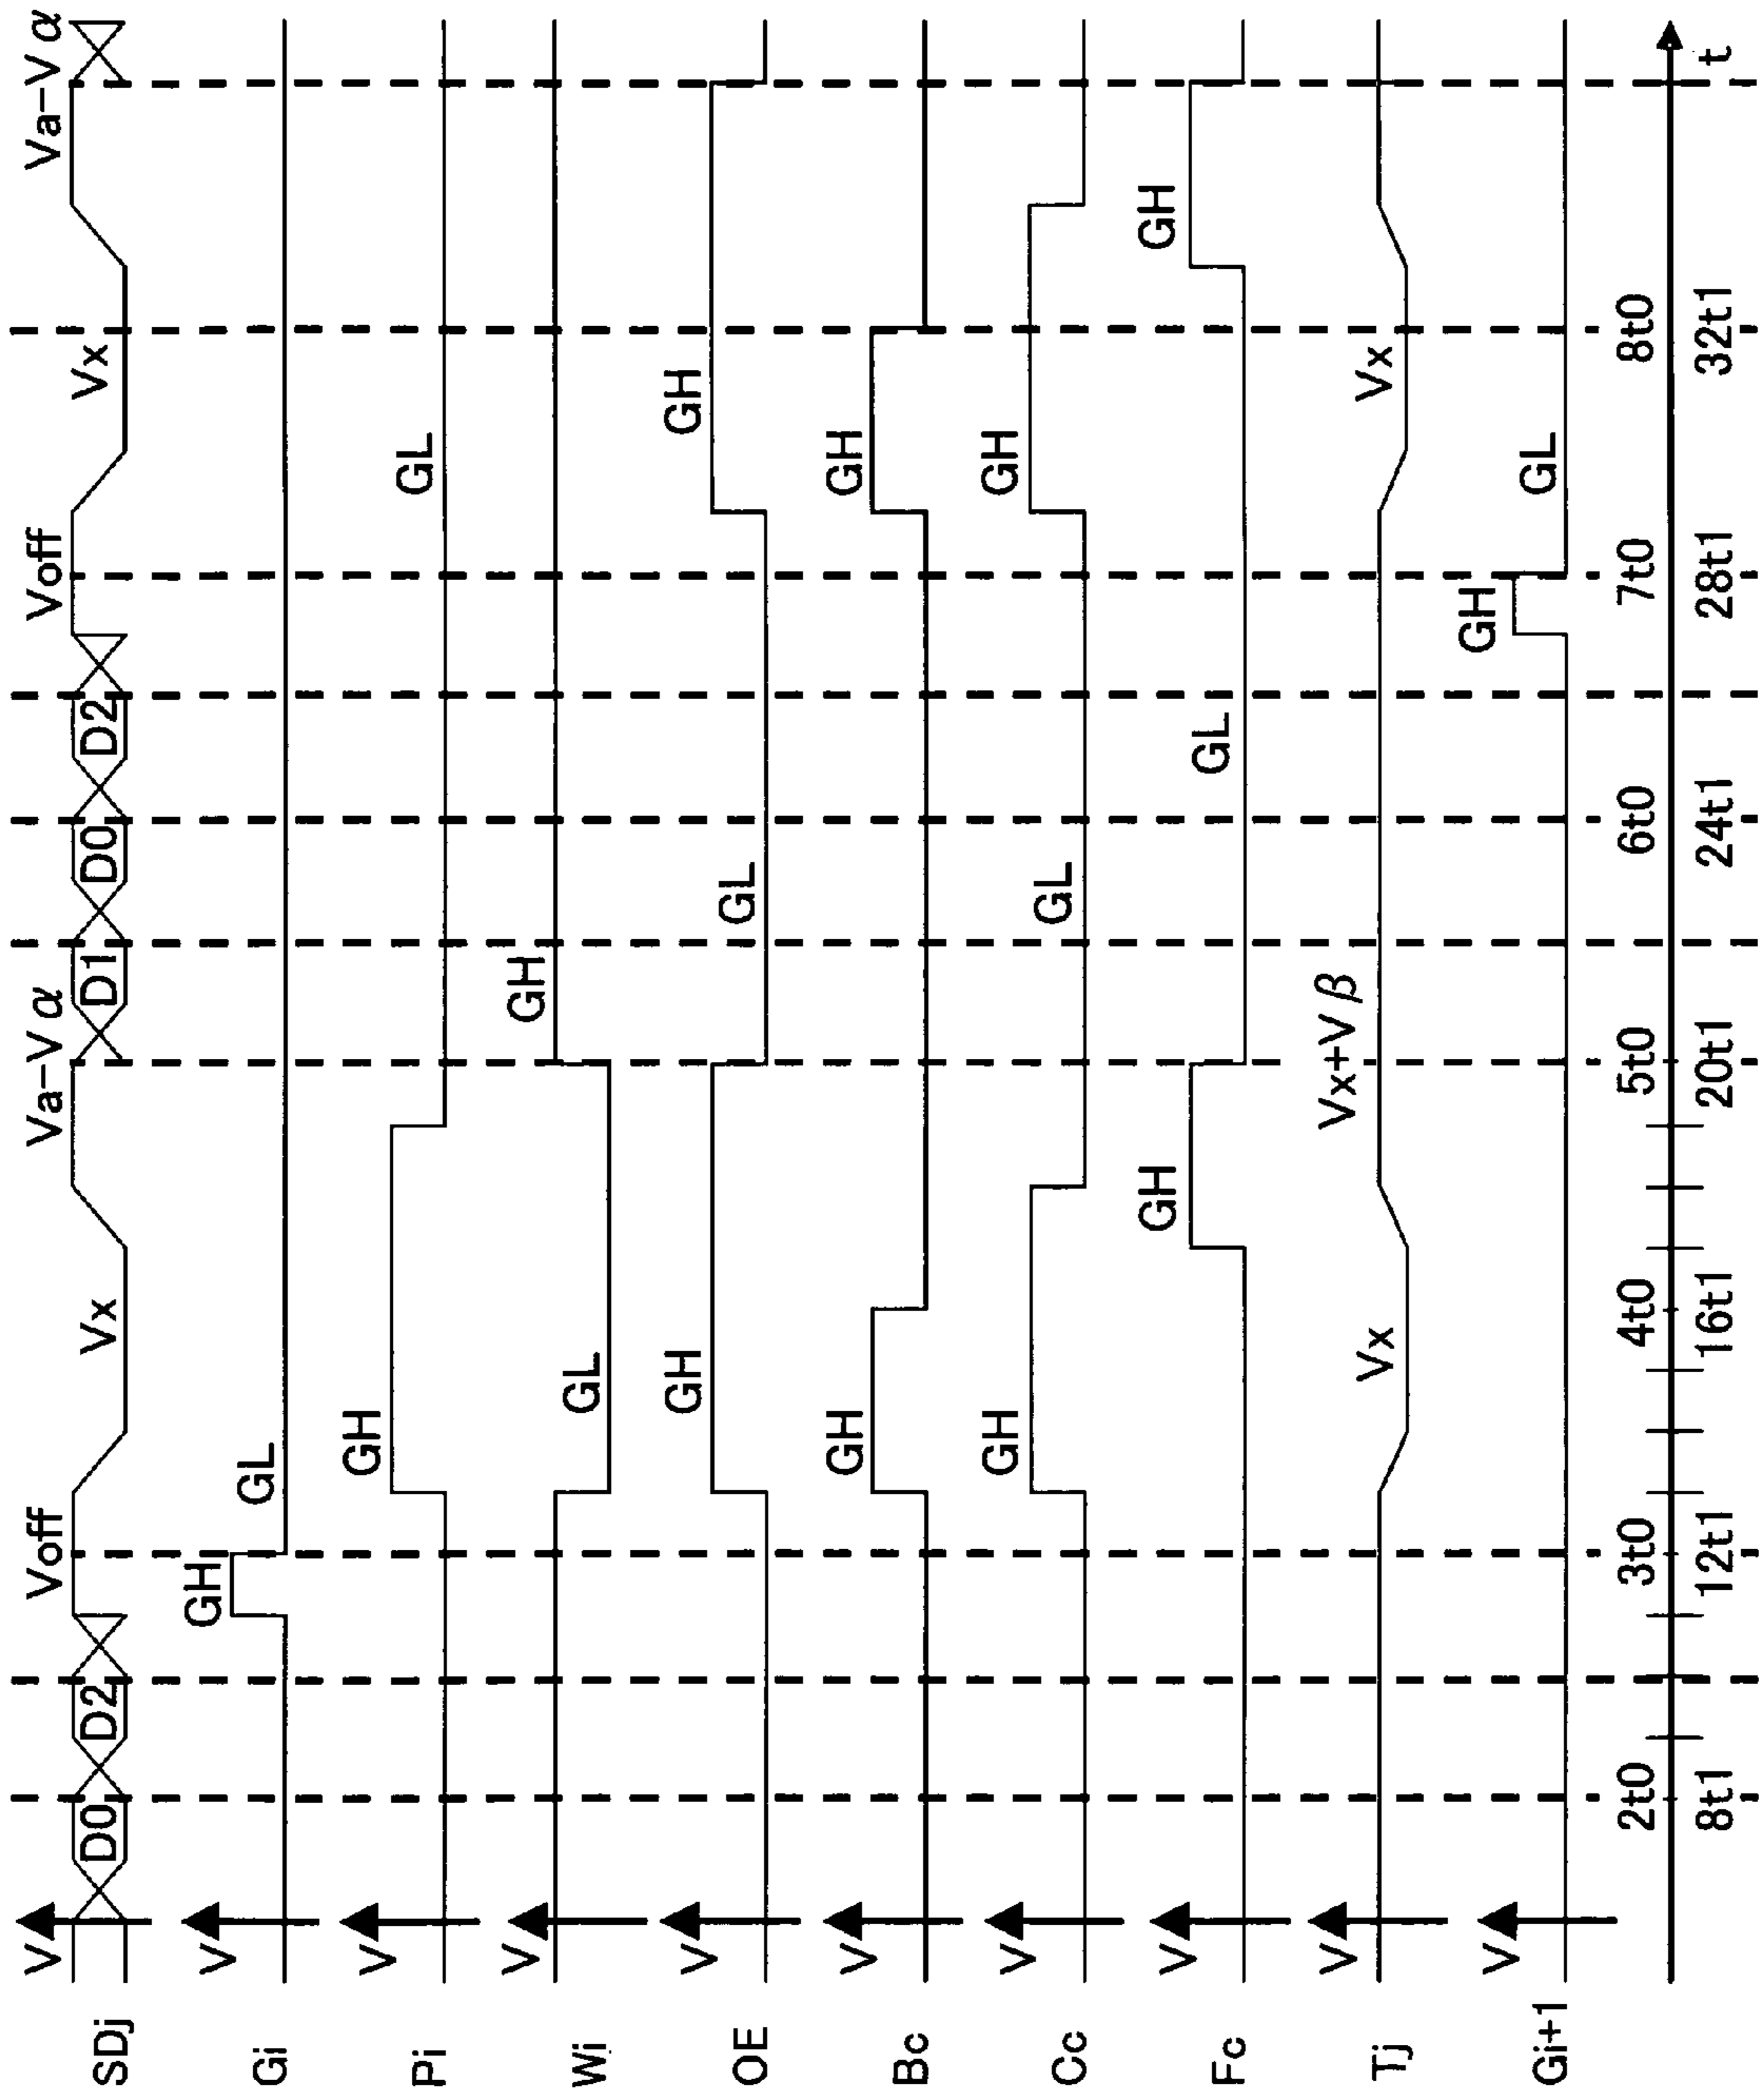 SDj V D0 D2 Voff Vx Va-Vα D1 D0 D2 Voff Vx Va-Vα
Gi V GH GL
Pi V GH GL
Wi V GL GH
OE V GH GL GH
Bc V GH GH
Cc V GH GL GH
Fc V GH GL GH
Tj V Vx Vx+Vβ Vx
Gi+1 V GH GL
2t0 3t0 4t0 5t0 6t0 7t0 8t0
8t1 12t1 16t1 20t1 24t1 28t1 32t1 t